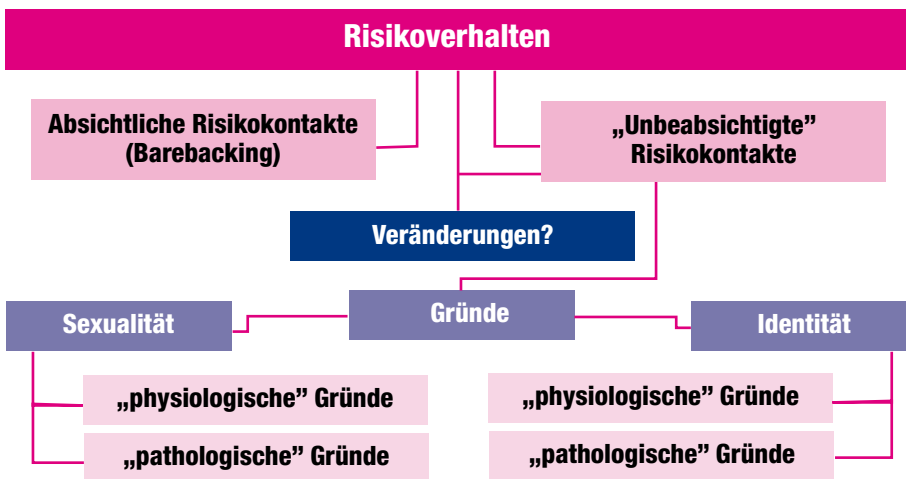 Risikoverhalten
Absichtliche Risikokontakte
(Barebacking)
„Unbeabsichtigte”
Risikokontakte
Veränderungen?
Gründe
Sexualität
Identität
„physiologische” Gründe
„pathologische” Gründe
„physiologische” Gründe
„pathologische” Gründe